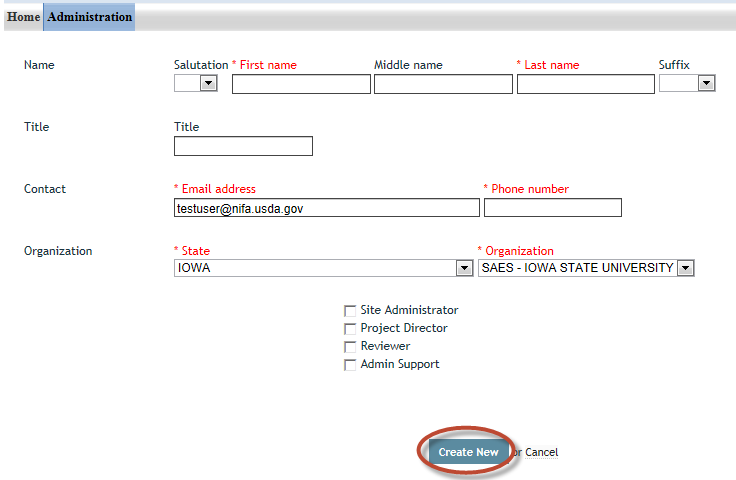 Home Administration
Name Salutation * First name Middle name * Last name Suffix
Title Title
Contact * Email address * Phone number
testuser@nifa.usda.gov
Organization * State * Organization
IOWA SAES - IOWA STATE UNIVERSITY
Site Administrator
Project Director
Reviewer
Admin Support
Create New or Cancel